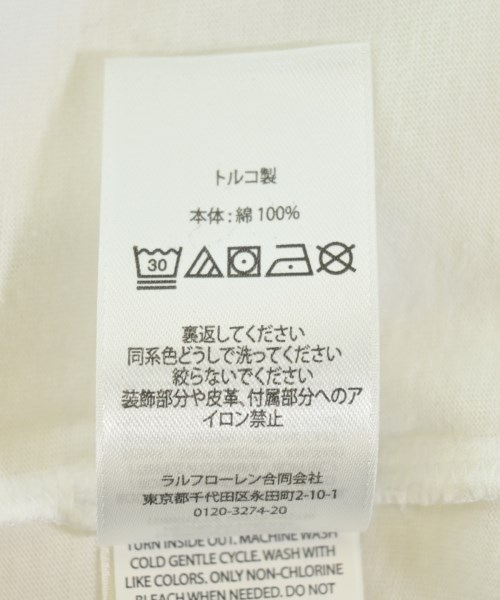 トルコ製
本体：綿 100%
30
裏返してください
同系色どうしで洗ってください
絞らないでください
装飾部分や皮革、付属部分へのア
イロン禁止
ラルフローレン合同会社
東京都千代田区永田町2-10-1
0120-3274-20
TURN INSIDE OUT. MACHINE WASH
COLD GENTLE CYCLE. WASH WITH
LIKE COLORS. ONLY NON-CHLORINE
BLEACH WHEN NEEDED. DO NOT